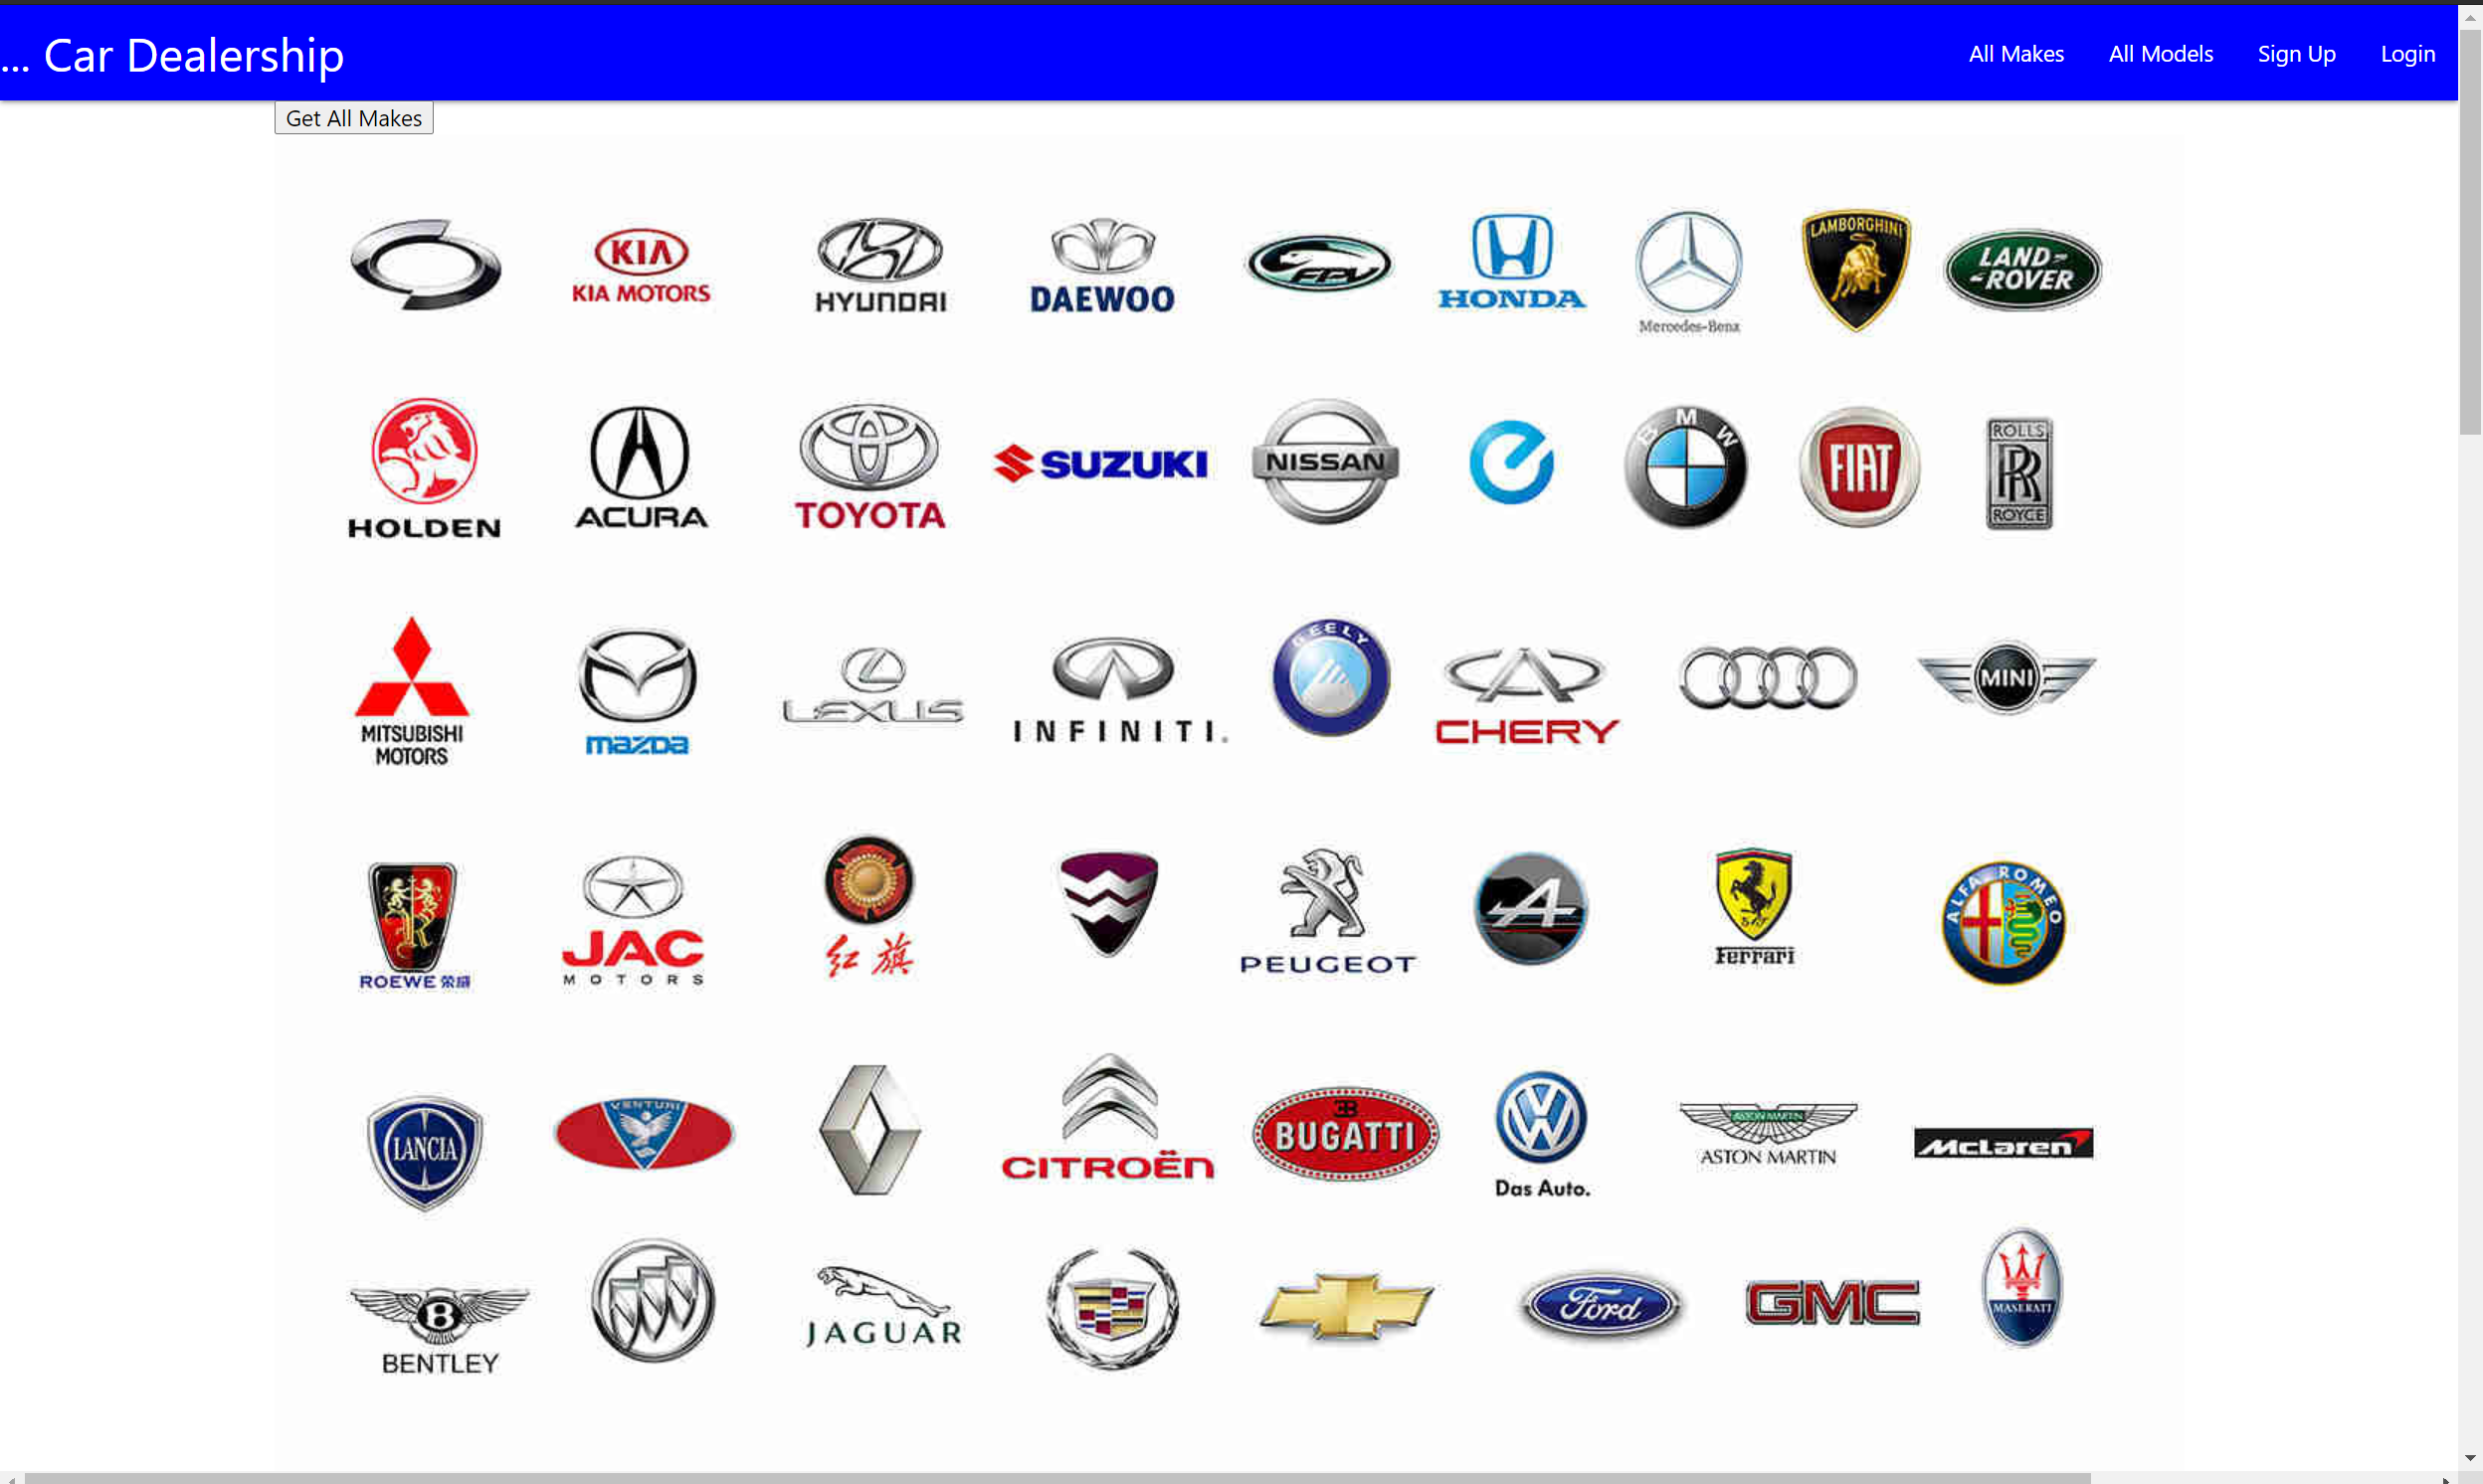 ... Car Dealership
All Makes
All Models
Sign Up
Login
Get All Makes
KIA
KIA MOTORS
HYUNDAI
DAEWOO
FPV
HONDA
Mercedes-Benz
LAMBORGHINI
LAND-
-ROVER
HOLDEN
ACURA
TOYOTA
SUZUKI
NISSAN
BMW
FIAT
ROLLS
RR
ROYCE
MITSUBISHI
MOTORS
mazda
LEXUS
INFINITI.
GEELY
CHERY
MINI
ROEWE 荣威
JAC
MOTORS
红旗
PEUGEOT
Ferrari
ALFA ROMEO
LANCIA
VENTURI
CITROËN
EB
BUGATTI
Das Auto.
ASTON MARTIN
ASTON MARTIN
McLaren
B
BENTLEY
JAGUAR
Ford
GMC
MASERATI